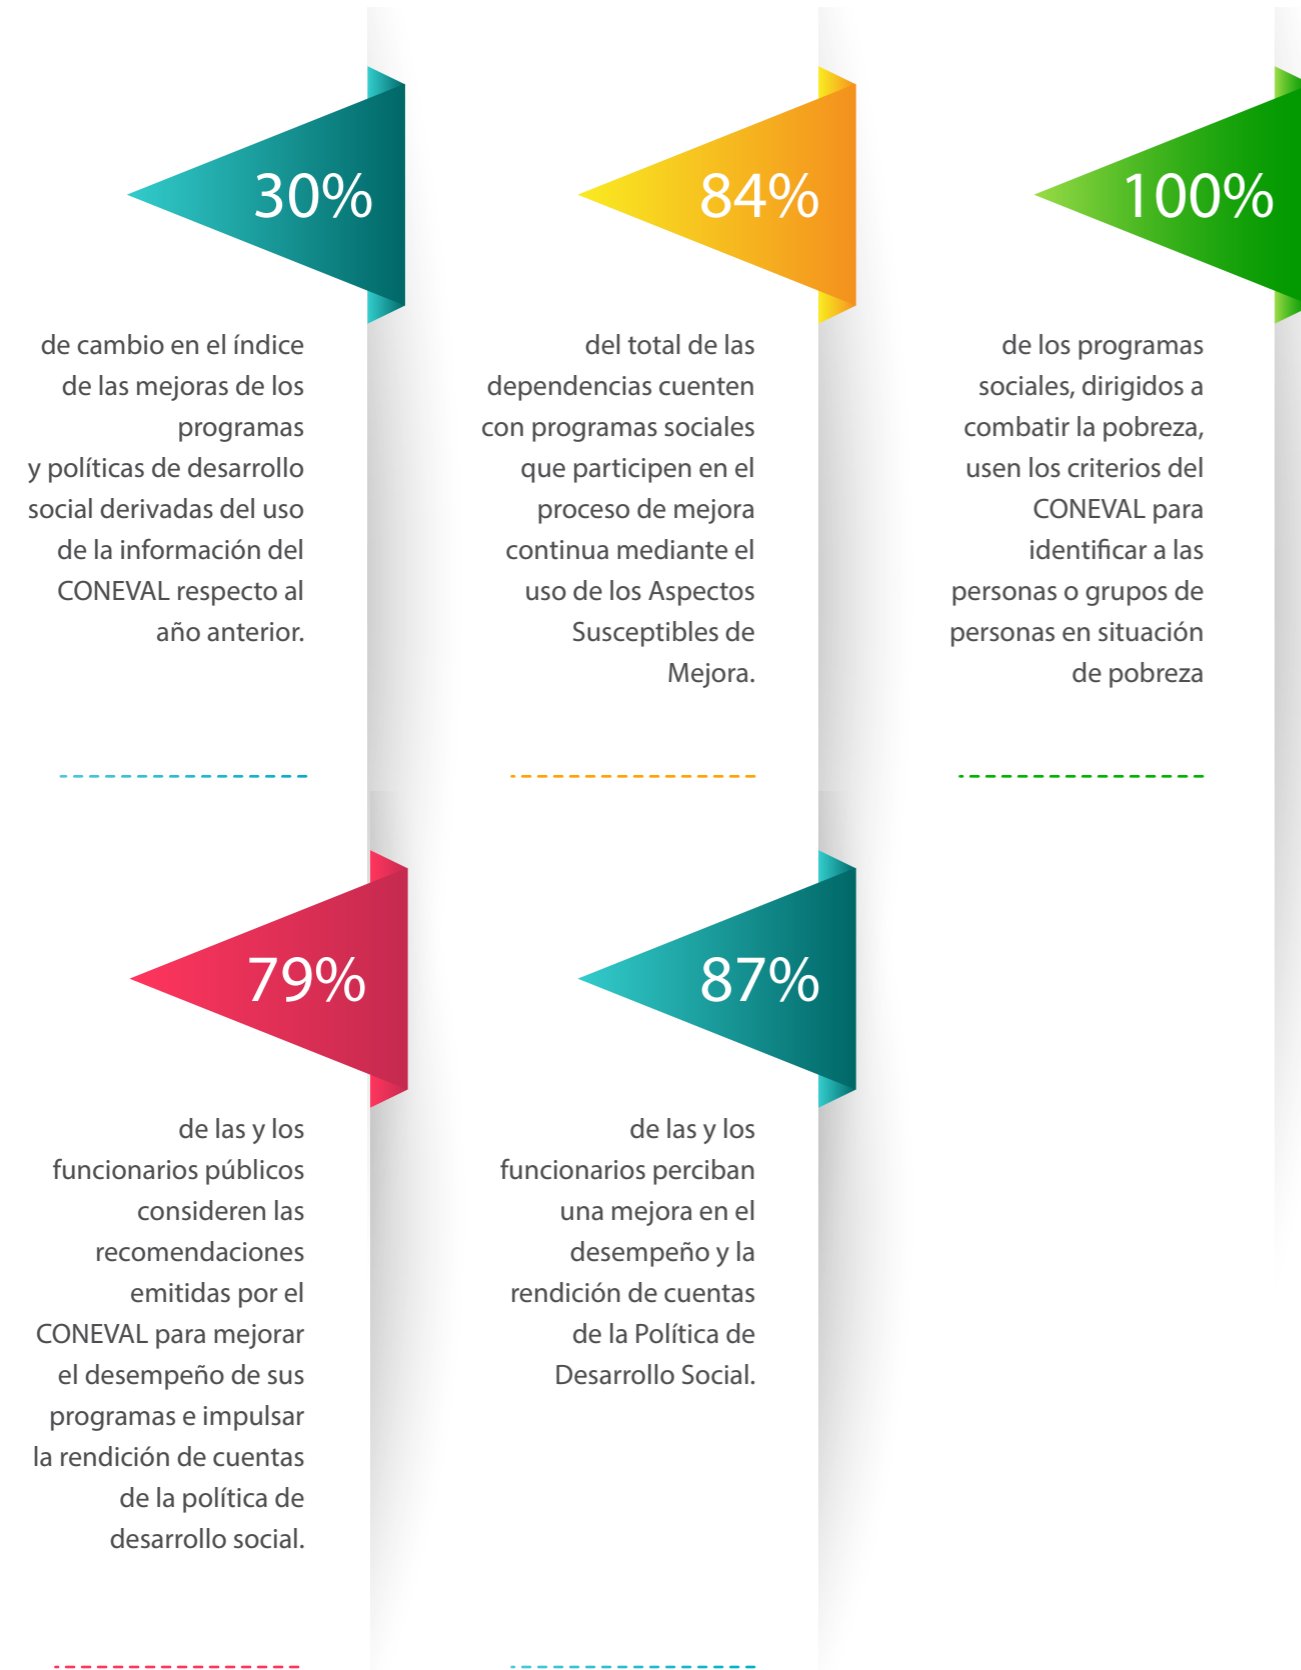 30%
de cambio en el índice
de las mejoras de los
programas
y políticas de desarrollo
social derivadas del uso
de la información del
CONEVAL respecto al
año anterior.
84%
del total de las
dependencias cuenten
con programas sociales
que participen en el
proceso de mejora
continua mediante el
uso de los Aspectos
Susceptibles de
Mejora.
100%
de los programas
sociales, dirigidos a
combatir la pobreza,
usen los criterios del
CONEVAL para
identificar a las
personas o grupos de
personas en situación
de pobreza
79%
de las y los
funcionarios públicos
consideren las
recomendaciones
emitidas por el
CONEVAL para mejorar
el desempeño de sus
programas e impulsar
la rendición de cuentas
de la política de
desarrollo social.
87%
de las y los
funcionarios perciban
una mejora en el
desempeño y la
rendición de cuentas
de la Política de
Desarrollo Social.